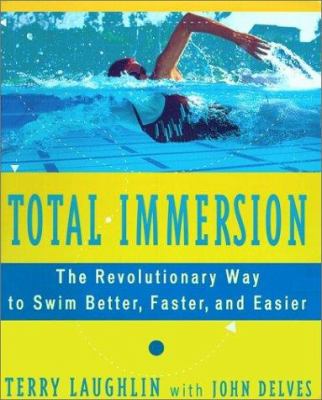 TOTAL IMMERSION
The Revolutionary Way
to Swim Better, Faster, and Easier
TERRY LAUGHLIN with JOHN DELVES